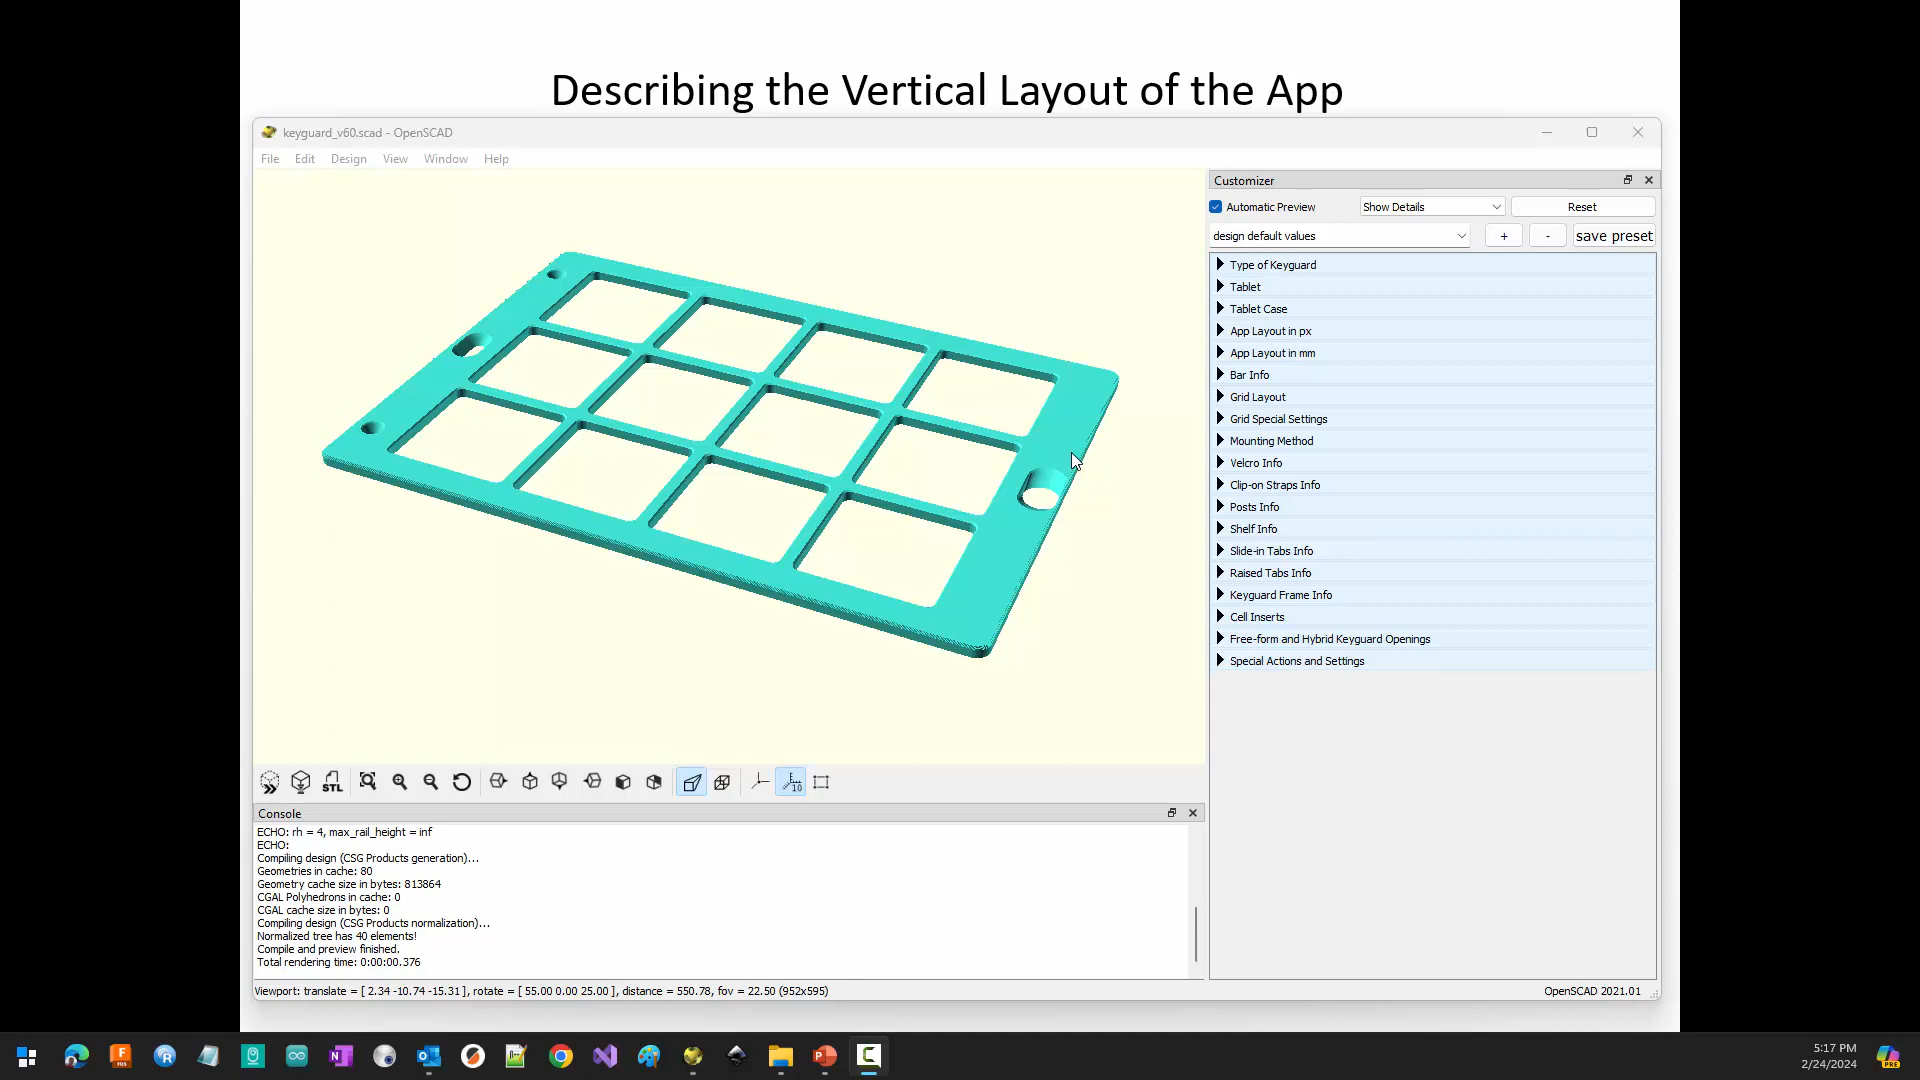 Describing the Vertical Layout of the App
keyguard_v60.scad - OpenSCAD
File Edit Design View Window Help
Customizer
Automatic Preview Show Details Reset
design default values + - save preset
Type of Keyguard
Tablet
Tablet Case
App Layout in px
App Layout in mm
Bar Info
Grid Layout
Grid Special Settings
Mounting Method
Velcro Info
Clip-on Straps Info
Posts Info
Shelf Info
Slide-in Tabs Info
Raised Tabs Info
Keyguard Frame Info
Cell Inserts
Free-form and Hybrid Keyguard Openings
Special Actions and Settings
STL 10
Console
ECHO: rh = 4, max_rail_height = inf
ECHO:
Compiling design (CSG Products generation)...
Geometries in cache: 80
Geometry cache size in bytes: 813864
CGAL Polyhedrons in cache: 0
CGAL cache size in bytes: 0
Compiling design (CSG Products normalization)...
Normalized tree has 40 elements!
Compile and preview finished.
Total rendering time: 0:00:00.376
Viewport: translate = [ 2.34 -10.74 -15.31 ], rotate = [ 55.00 0.00 25.00 ], distance = 550.78, fov = 22.50 (952x595) OpenSCAD 2021.01
5:17 PM
2/24/2024